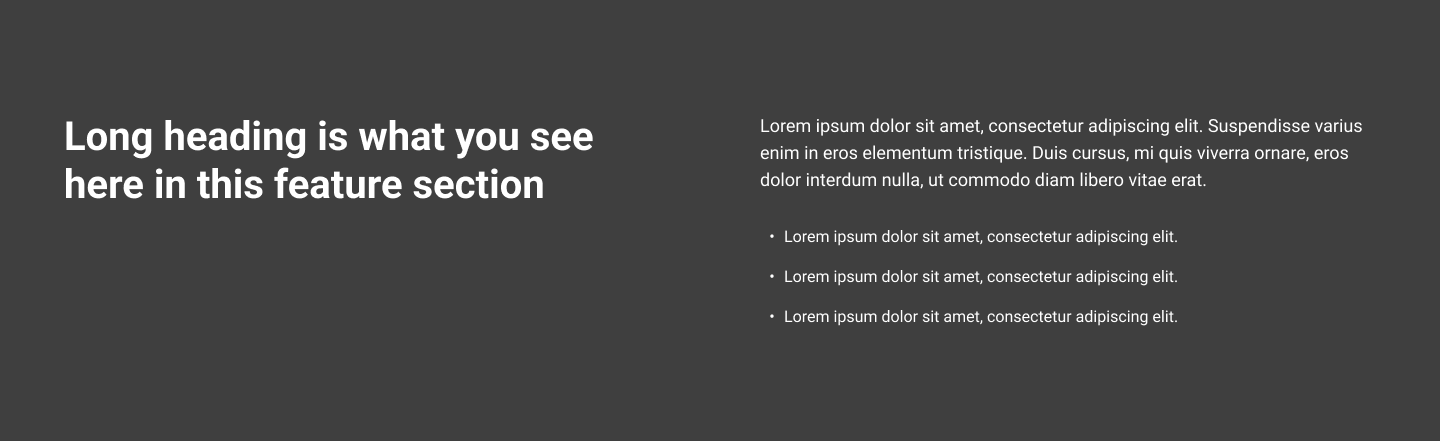 Long heading is what you see
here in this feature section
Lorem ipsum dolor sit amet, consectetur adipiscing elit. Suspendisse varius
enim in eros elementum tristique. Duis cursus, mi quis viverra ornare, eros
dolor interdum nulla, ut commodo diam libero vitae erat.
• Lorem ipsum dolor sit amet, consectetur adipiscing elit.
• Lorem ipsum dolor sit amet, consectetur adipiscing elit.
• Lorem ipsum dolor sit amet, consectetur adipiscing elit.